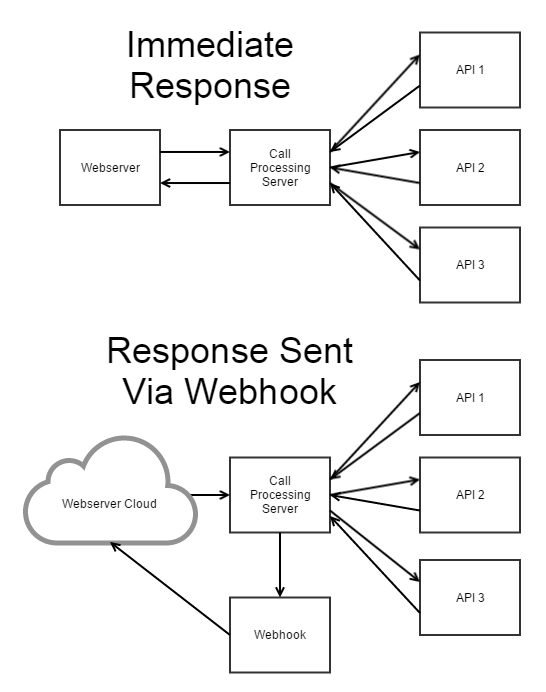 Immediate
Response
API 1
Webserver
Call
Processing
Server
API 2
API 3
Response Sent
Via Webhook
API 1
Webserver Cloud
Call
Processing
Server
API 2
API 3
Webhook